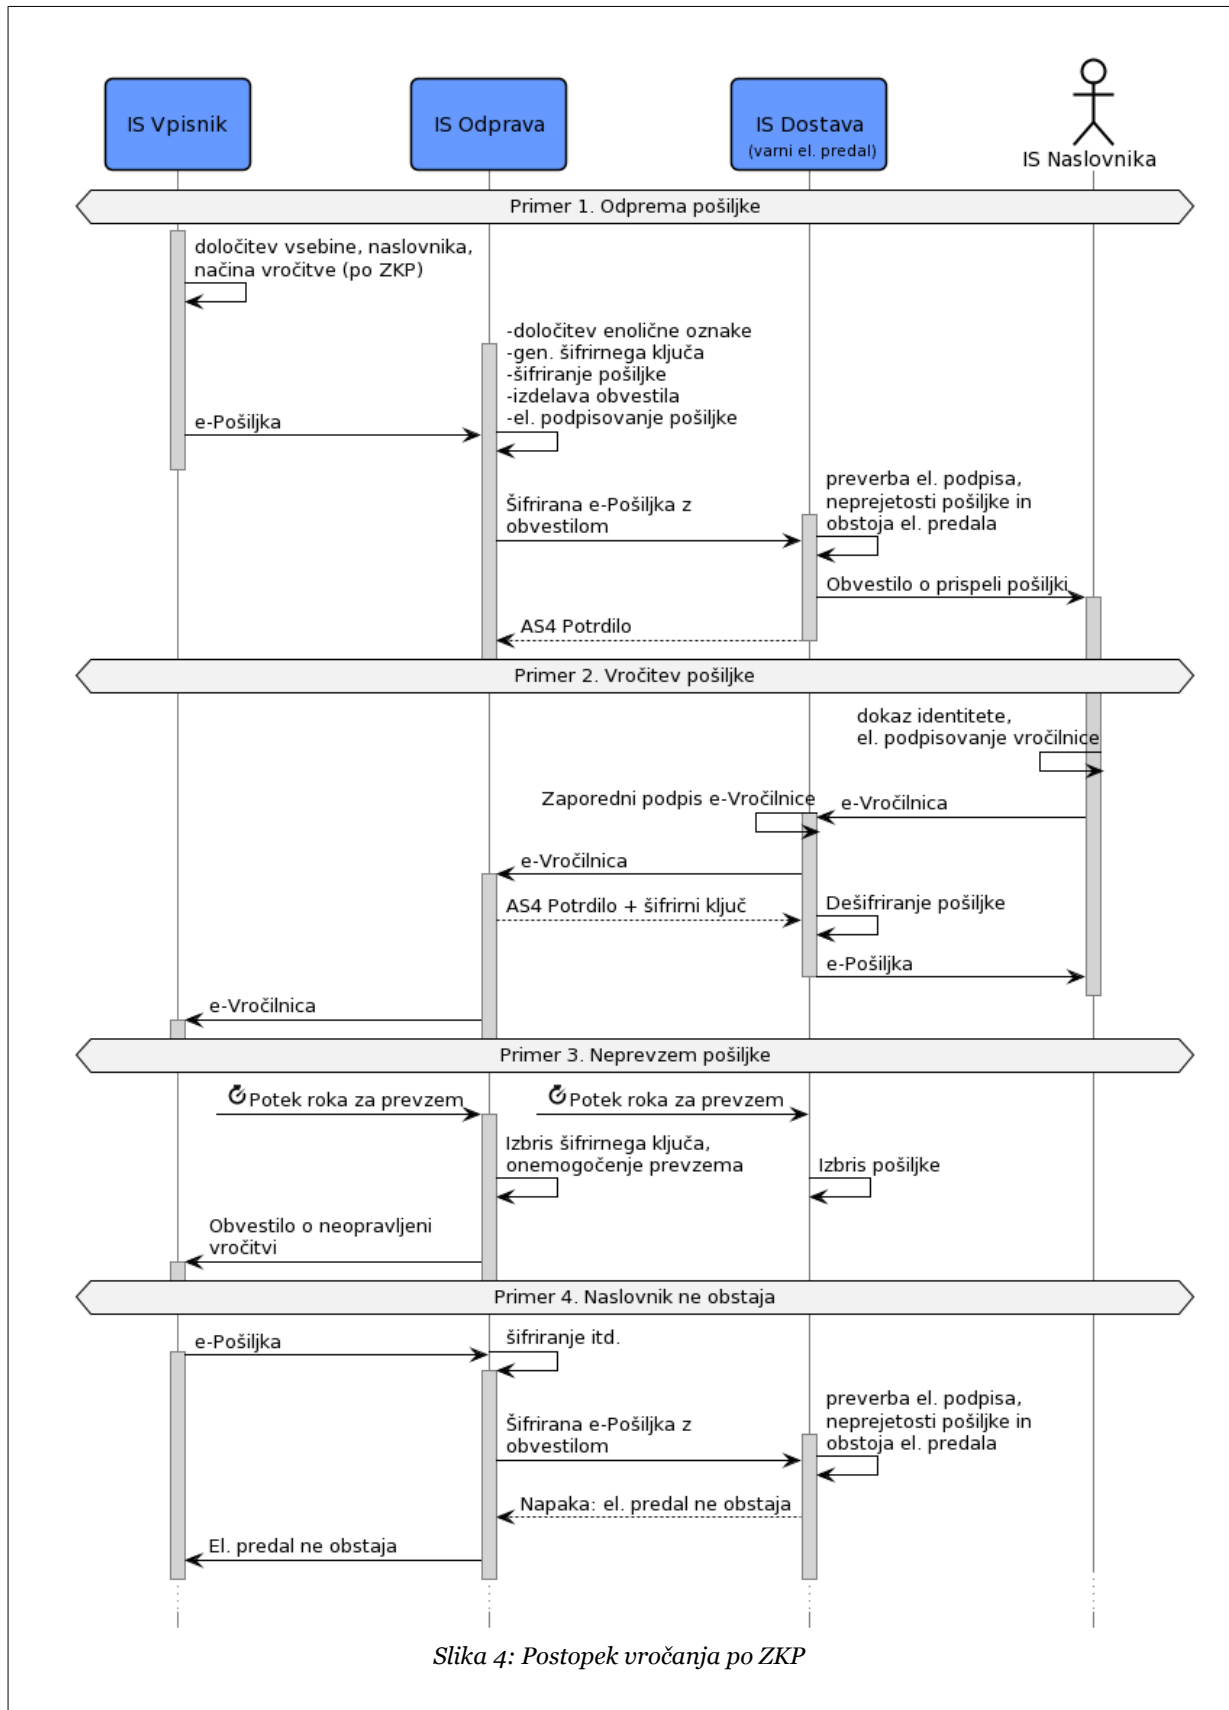 IS Vpisnik
IS Odprava
IS Dostava
(varni el. predal)
IS Naslovnika
Primer 1. Odprema pošiljke
določitev vsebine, naslovnika,
načina vročitve (po ZKP)
-določitev enolične oznake
-gen. šifrirnega ključa
-šifriranje pošiljke
-izdelava obvestila
-el. podpisovanje pošiljke
e-Pošiljka
preverba el. podpisa,
neprejetosti pošiljke in
obstoja el. predala
Šifrirana e-Pošiljka z
obvestilom
Obvestilo o prispeli pošiljki
AS4 Potrdilo
Primer 2. Vročitev pošiljke
dokaz identitete,
el. podpisovanje vročilnice
Zaporedni podpis e-Vročilnice
e-Vročilnica
e-Vročilnica
AS4 Potrdilo + šifrirni ključ
Dešifriranje pošiljke
e-Pošiljka
e-Vročilnica
Primer 3. Neprevzem pošiljke
Potek roka za prevzem
Potek roka za prevzem
Izbris šifrirnega ključa,
onemogočenje prevzema
Izbris pošiljke
Obvestilo o neopravljeni
vročitvi
Primer 4. Naslovnik ne obstaja
e-Pošiljka
šifriranje itd.
preverba el. podpisa,
neprejetosti pošiljke in
obstoja el. predala
Šifrirana e-Pošiljka z
obvestilom
Napaka: el. predal ne obstaja
El. predal ne obstaja
Slika 4: Postopek vročanja po ZKP